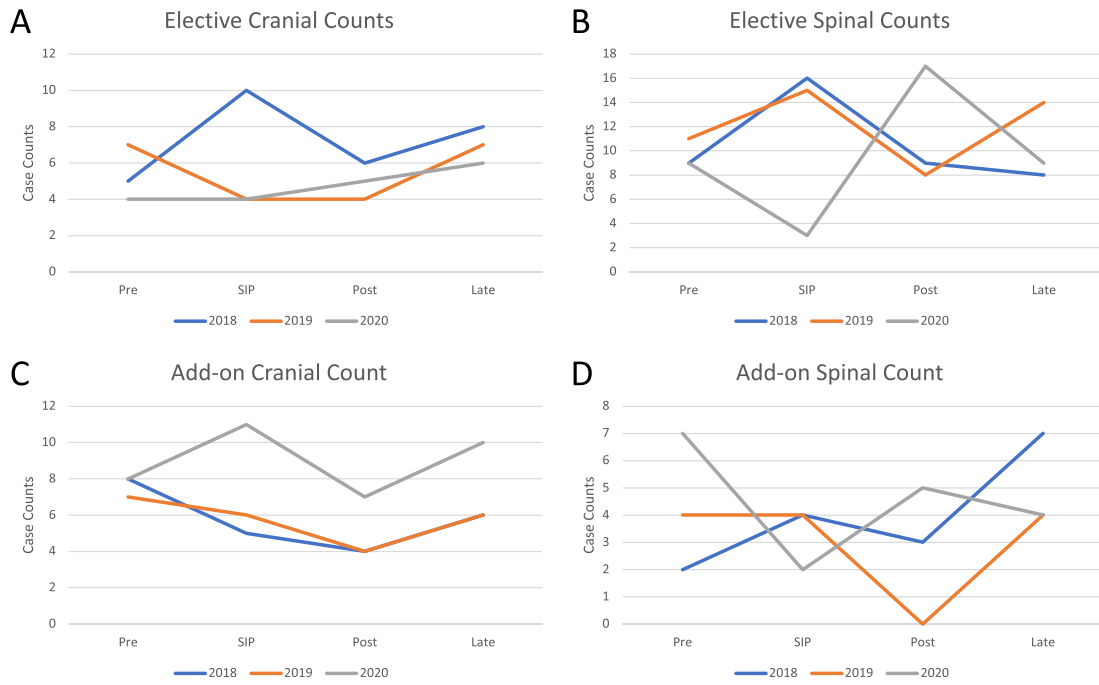 A
Elective Cranial Counts
12
10
8
6
4
2
0
Case Counts
Pre SIP Post Late
2018 2019 2020
B
Elective Spinal Counts
18
16
14
12
10
8
6
4
2
0
Case Counts
Pre SIP Post Late
2018 2019 2020
C
Add-on Cranial Count
12
10
8
6
4
2
0
Case Counts
Pre SIP Post Late
2018 2019 2020
D
Add-on Spinal Count
8
7
6
5
4
3
2
1
0
Case Counts
Pre SIP Post Late
2018 2019 2020